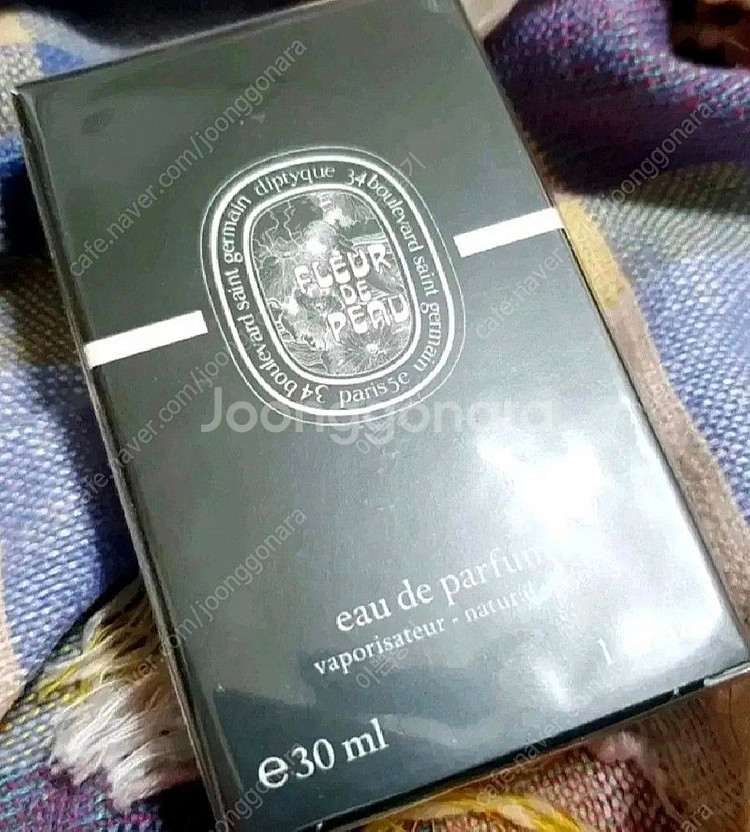 diptyque 34 boulevard saint germain paris 5e 34 boulevard saint germain
FLEUR
DE
PEAU
Joonggonara
eau de parfum
vaporisateur - natural
℮30 ml
cafe.naver.com/joonggonara